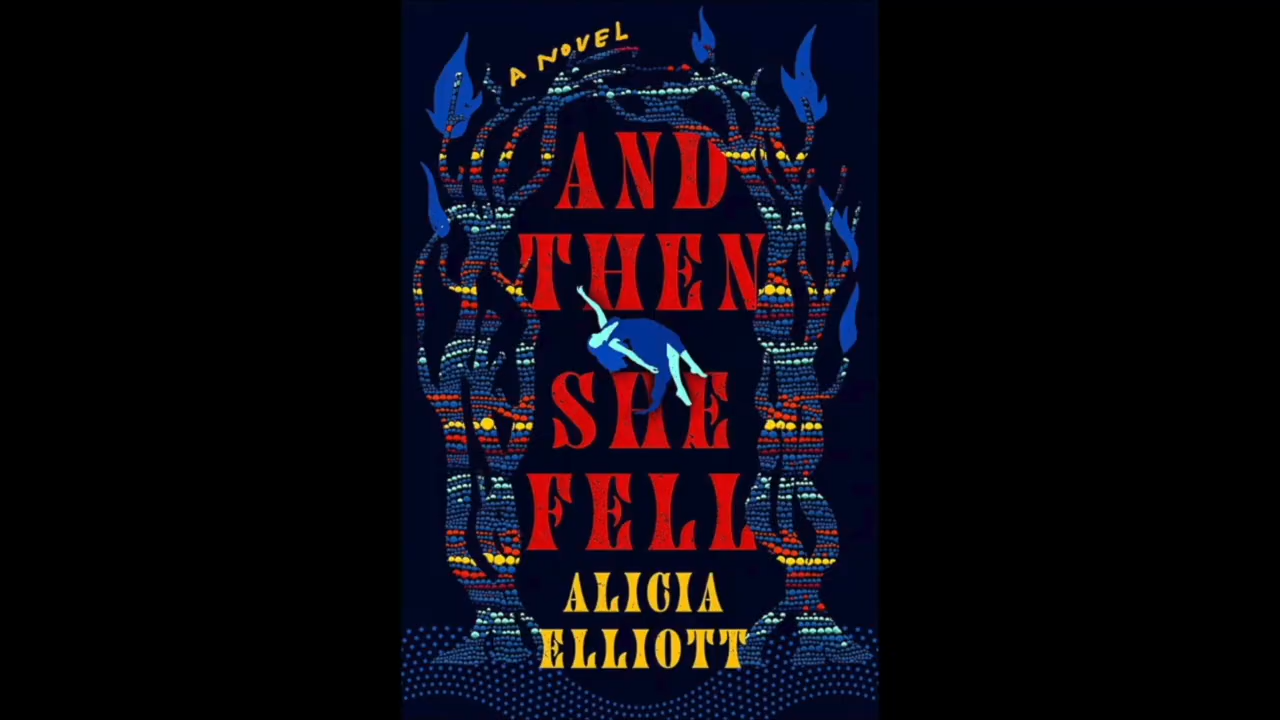 A NOVEL
AND
THEN
SHE
FELL
ALICIA
ELLIOTT